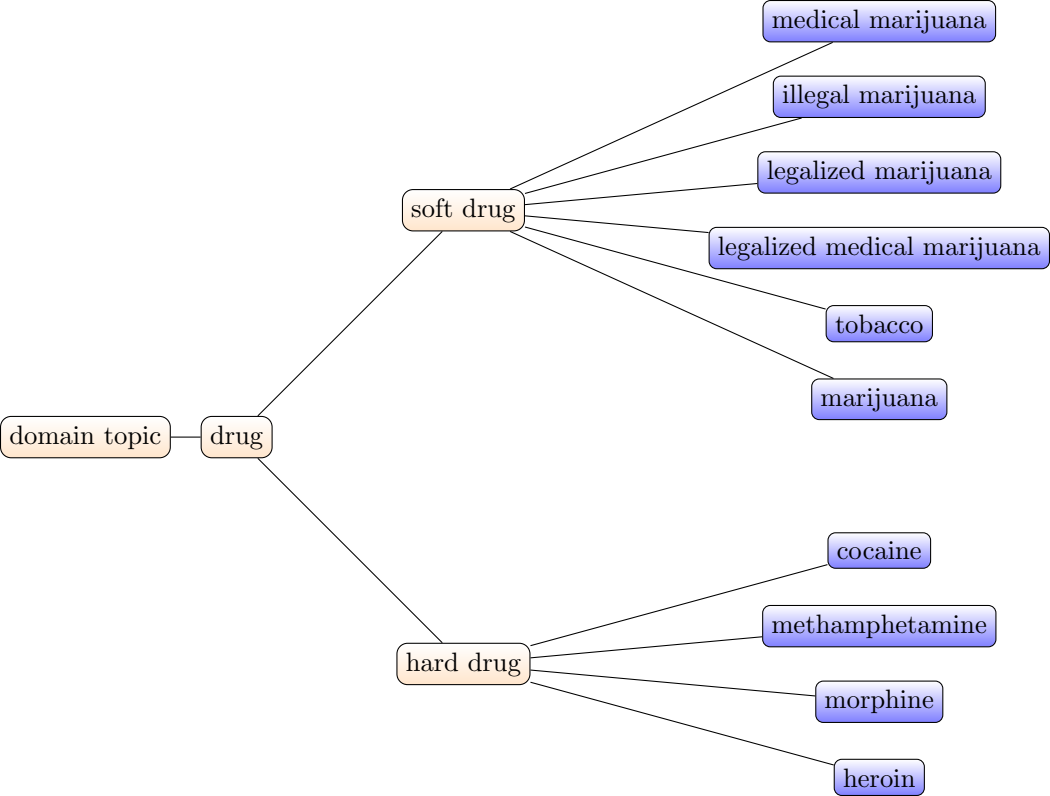 domain topic
drug
soft drug
medical marijuana
illegal marijuana
legalized marijuana
legalized medical marijuana
tobacco
marijuana
hard drug
cocaine
methamphetamine
morphine
heroin